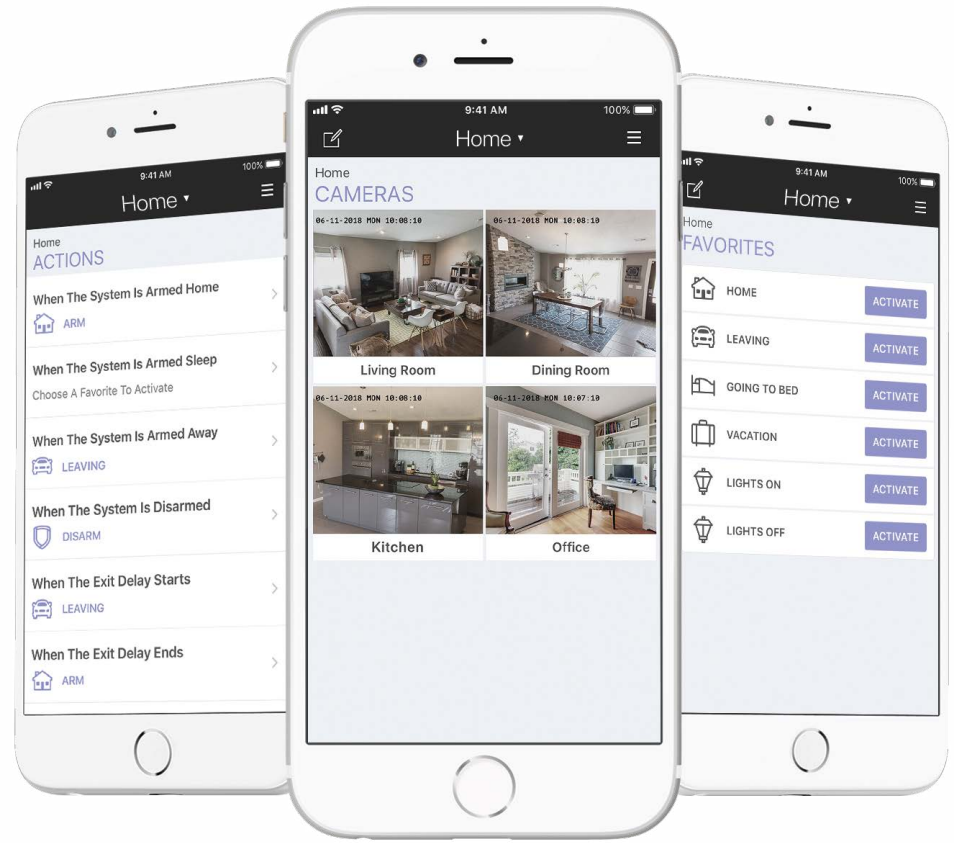 9:41 AM
100%
Home
Home
ACTIONS
When The System Is Armed Home
ARM
When The System Is Armed Sleep
Choose A Favorite To Activate
When The System Is Armed Away
LEAVING
When The System Is Disarmed
DISARM
When The Exit Delay Starts
LEAVING
When The Exit Delay Ends
ARM
9:41 AM
100%
Home
Home
CAMERAS
06-11-2018 MON 10:08:10
06-11-2018 MON 10:08:10
Living Room
Dining Room
06-11-2018 MON 10:08:10
06-11-2018 MON 10:07:10
Kitchen
Office
9:41 AM
100%
Home
Home
FAVORITES
HOME
ACTIVATE
LEAVING
ACTIVATE
GOING TO BED
ACTIVATE
VACATION
ACTIVATE
LIGHTS ON
ACTIVATE
LIGHTS OFF
ACTIVATE